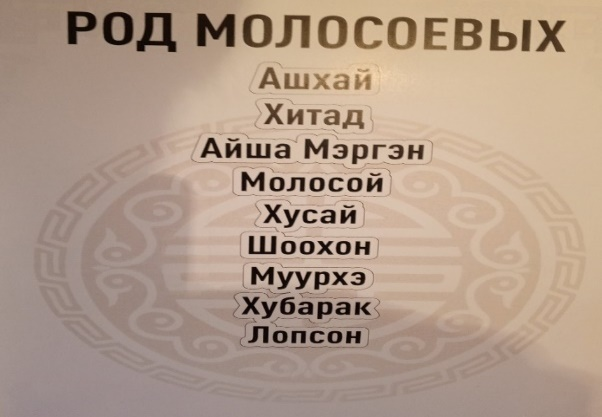 РОД МОЛОСОЕВЫХ
Ашхай
Хитад
Айша Мэргэн
Молосой
Хусай
Шоохон
Муурхэ
Хубарак
Лопсон